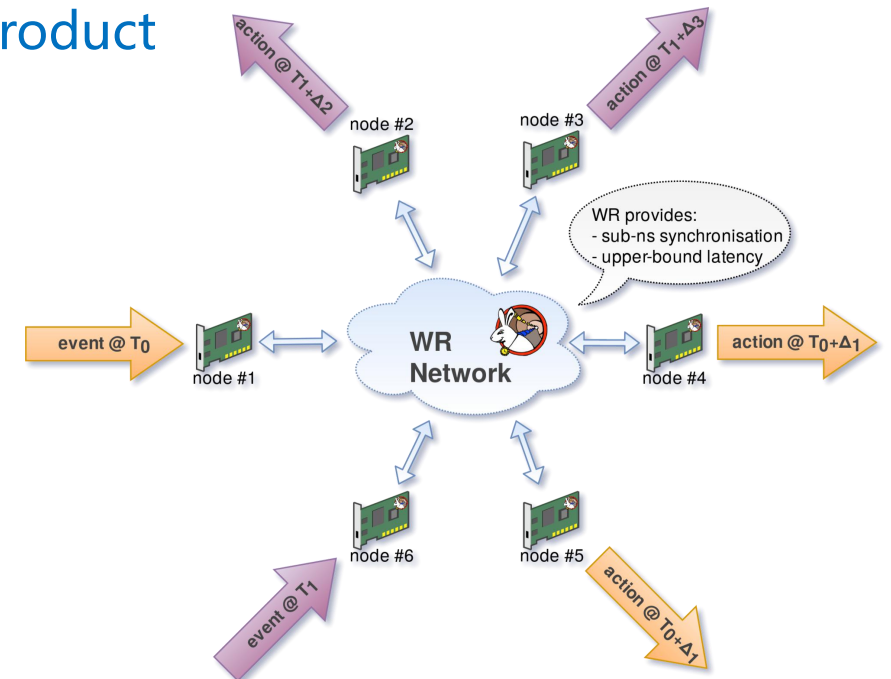 roduct
action @ T1+Δ2
action @ T1+Δ3
node #2
node #3
WR provides:
- sub-ns synchronisation
- upper-bound latency
event @ T0
WR
Network
action @ T0+Δ1
node #1
node #4
node #6
node #5
event @ T1
action @ T0+Δ1